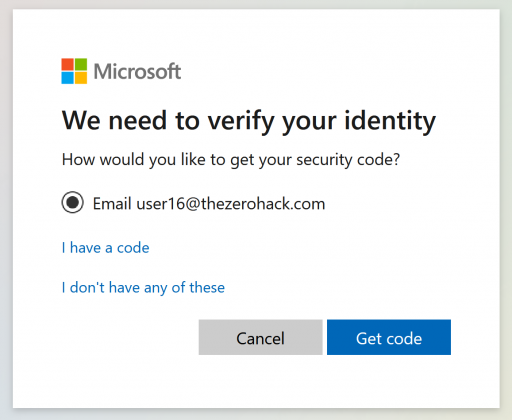 Microsoft
We need to verify your identity
How would you like to get your security code?
Email user16@thezerohack.com
I have a code
I don't have any of these
Cancel
Get code